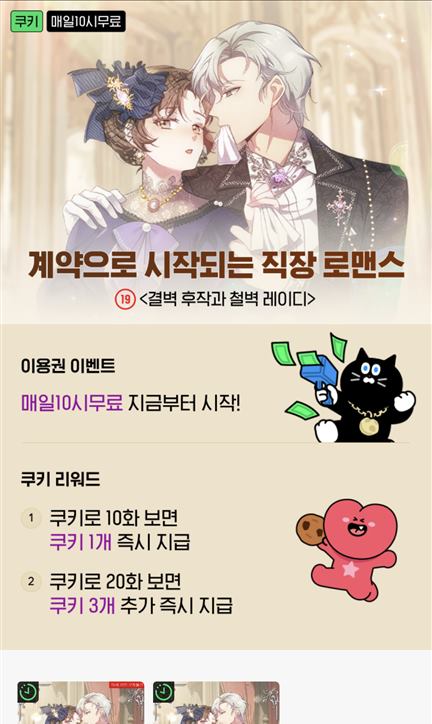 쿠키 매일10시무료
계약으로 시작되는 직장 로맨스
19 <결벽 후작과 철벽 레이디>
이용권 이벤트
매일10시무료 지금부터 시작!
쿠키 리워드
1 쿠키로 10화 보면
쿠키 1개 즉시 지급
2 쿠키로 20화 보면
쿠키 3개 추가 즉시 지급